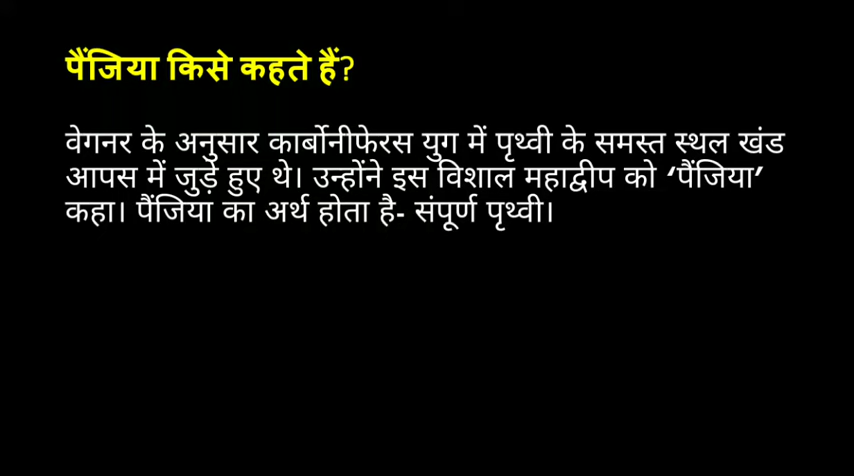 पैंजिया किसे कहते हैं?
वेगनर के अनुसार कार्बोनीफेरस युग में पृथ्वी के समस्त स्थल खंड
आपस में जुड़े हुए थे। उन्होंने इस विशाल महाद्वीप को ‘पैंजिया’
कहा। पैंजिया का अर्थ होता है- संपूर्ण पृथ्वी।